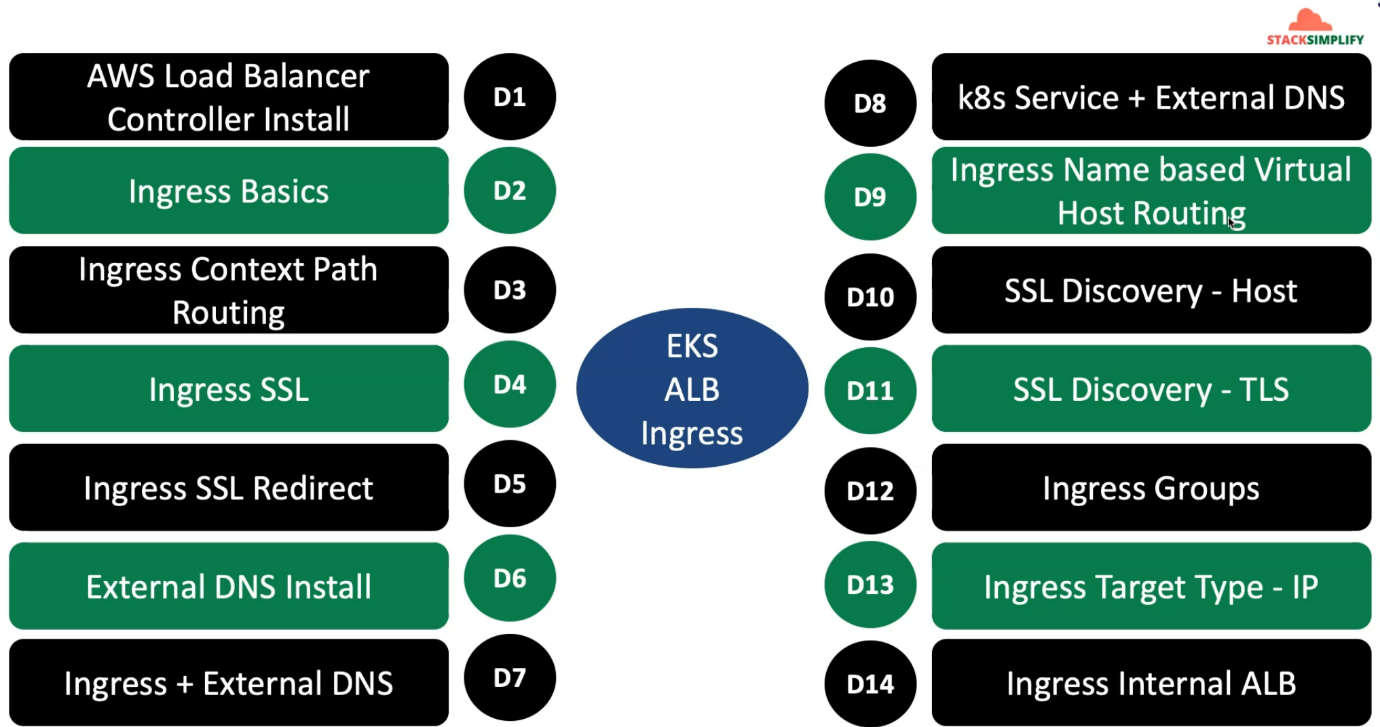 STACKSIMPLIFY
AWS Load Balancer
Controller Install
D1
Ingress Basics
D2
Ingress Context Path
Routing
D3
Ingress SSL
D4
Ingress SSL Redirect
D5
External DNS Install
D6
Ingress + External DNS
D7
EKS
ALB
Ingress
D8
k8s Service + External DNS
D9
Ingress Name based Virtual
Host Routing
D10
SSL Discovery - Host
D11
SSL Discovery - TLS
D12
Ingress Groups
D13
Ingress Target Type - IP
D14
Ingress Internal ALB